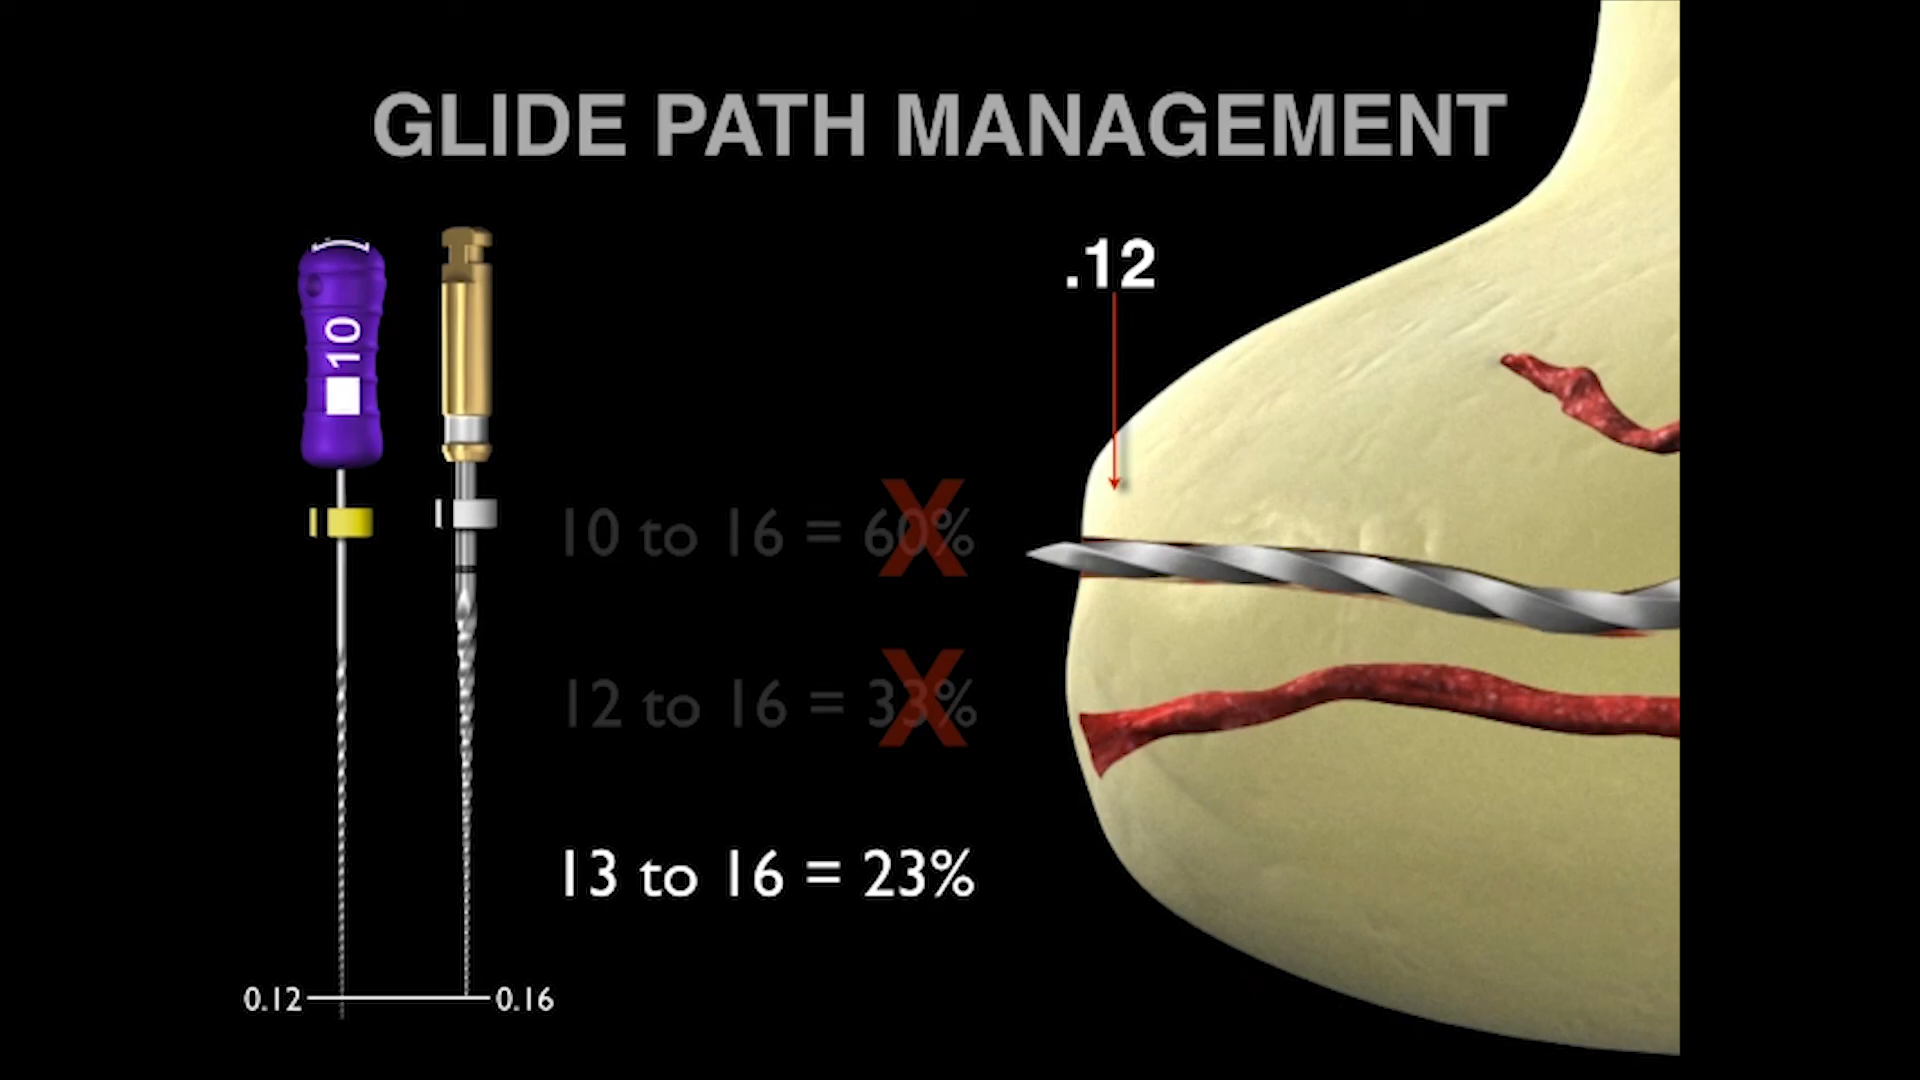 GLIDE PATH MANAGEMENT
.12
10
10 to 16 = 60%
X
12 to 16 = 33%
X
13 to 16 = 23%
0.12
0.16